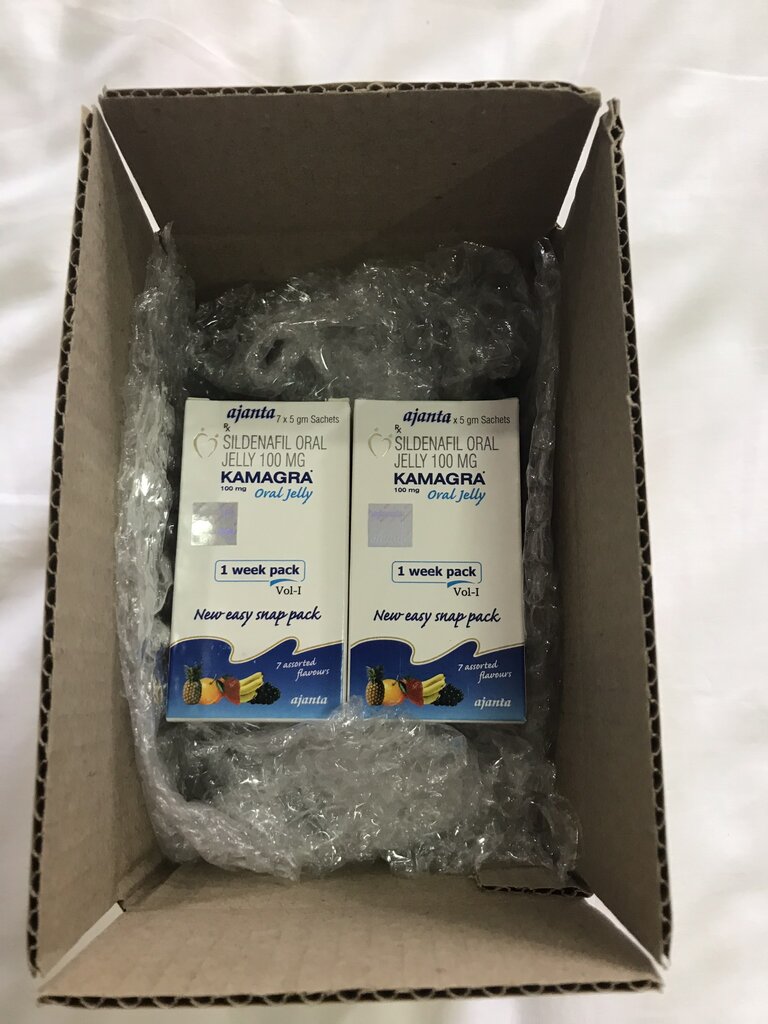 ajanta 7 x 5 gm Sachets
Rx
SILDENAFIL ORAL
JELLY 100 MG
KAMAGRA
100 mg Oral Jelly
1 week pack
Vol-I
New easy snap pack
7 assorted
flavours
ajanta
ajanta x 5 gm Sachets
Rx
SILDENAFIL ORAL
JELLY 100 MG
KAMAGRA
100 mg Oral Jelly
1 week pack
Vol-I
New easy snap pack
7 assorted
flavours
ajanta